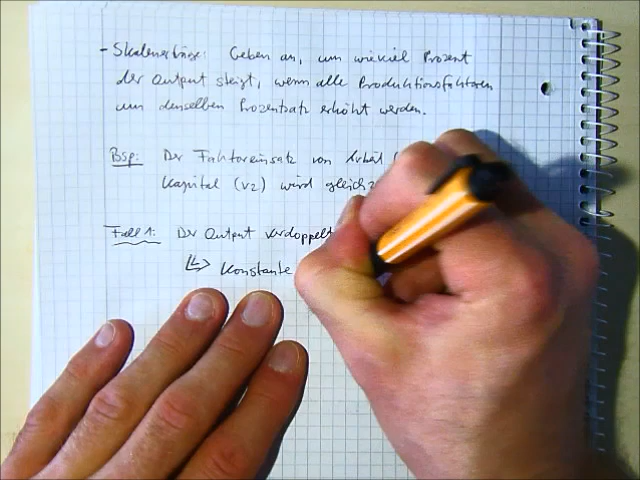 - Skalenerträge: Geben an, um wieviel Prozent
der Output steigt, wenn alle Produktionsfaktoren
um denselben Prozentsatz erhöht werden.
Bsp: Der Faktoreinsatz von Arbeit (
Kapital (v2) wird gleichz
Fall 1: Der Output verdoppelt
Konstante